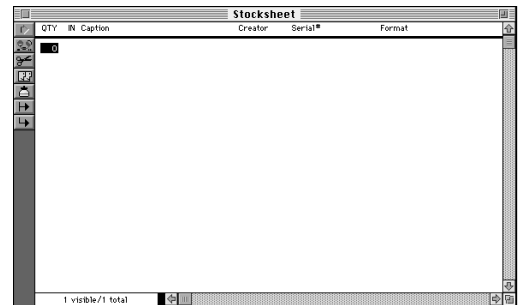 Stocksheet
QTY IN Caption Creator Serial# Format
0
1 visible/1 total